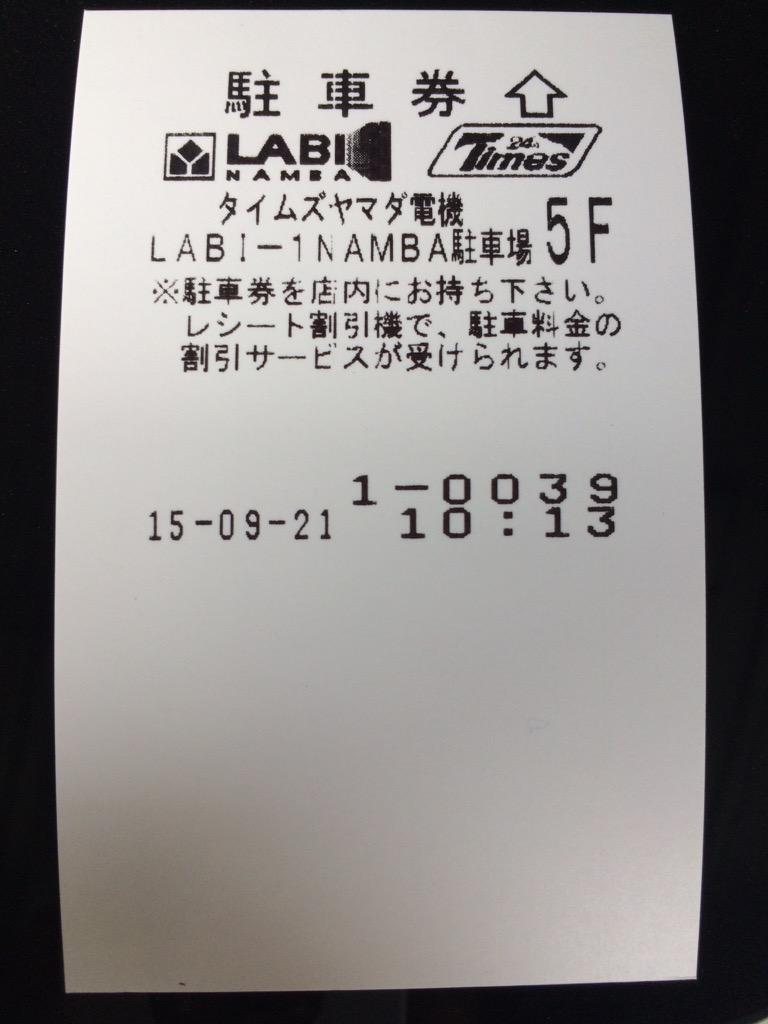 駐車券
LABI
NAMBA
24h
Times
タイムズヤマダ電機
LABI-1NAMBA駐車場 5F
※駐車券を店内にお持ち下さい。
レシート割引機で、駐車料金の
割引サービスが受けられます。
1-0039
15-09-21 10:13